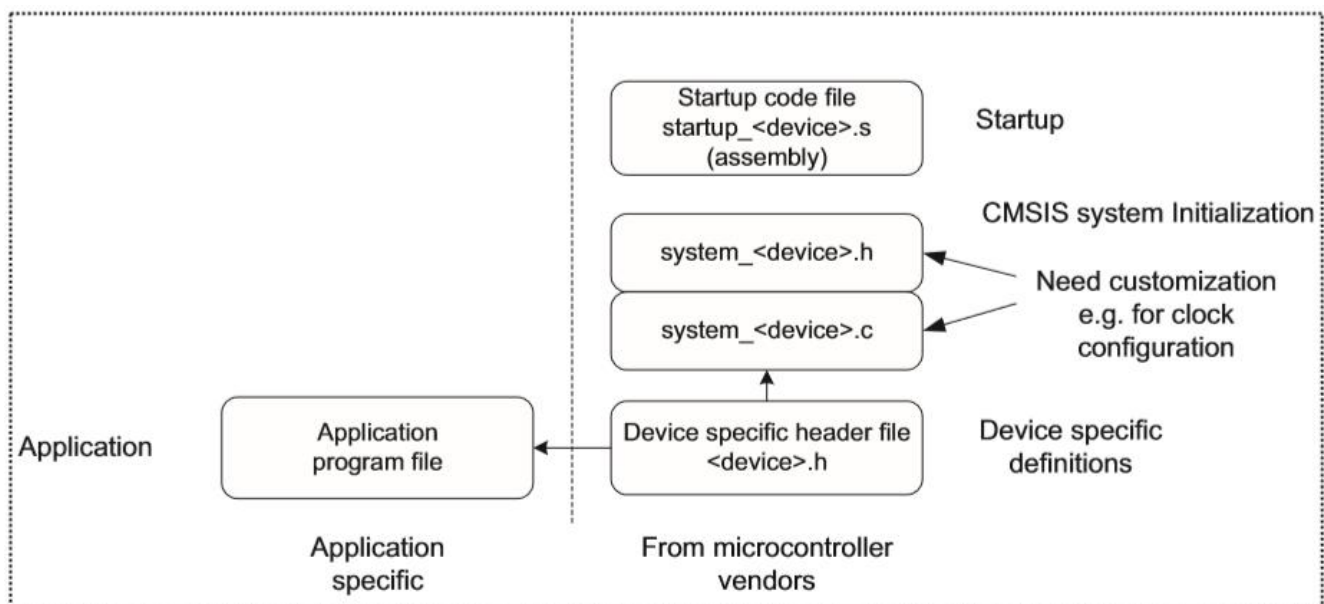 Startup code file
startup_<device>.s
(assembly)
Startup
CMSIS system Initialization
system_<device>.h
Need customization
e.g. for clock
configuration
system_<device>.c
Application
Application
program file
Device specific header file
<device>.h
Device specific
definitions
Application
specific
From microcontroller
vendors